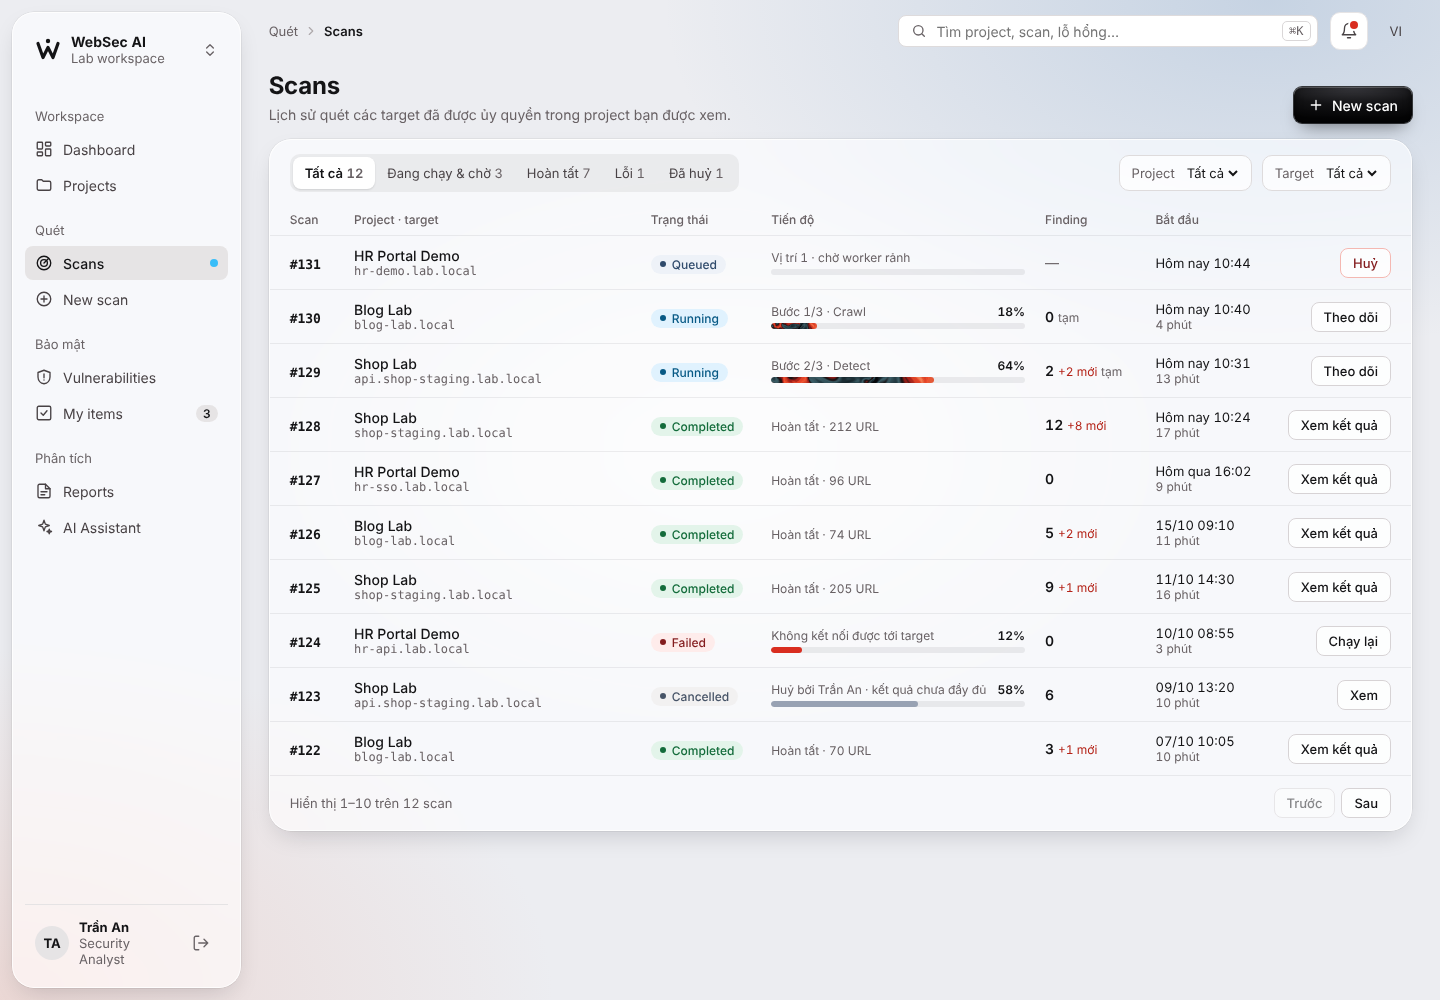 WebSec AI
Lab workspace
Workspace
Dashboard
Projects
Quét
Scans
New scan
Bảo mật
Vulnerabilities
My items 3
Phân tích
Reports
AI Assistant
TA
Trần An
Security
Analyst
Quét > Scans
Tìm project, scan, lỗ hổng... ⌘K
VI
Scans
Lịch sử quét các target đã được ủy quyền trong project bạn được xem.
+ New scan
Tất cả 12 Đang chạy & chờ 3 Hoàn tất 7 Lỗi 1 Đã huỷ 1
Project Tất cả Target Tất cả
Scan Project · target Trạng thái Tiến độ Finding Bắt đầu
#131 HR Portal Demo Queued Vị trí 1 · chờ worker rảnh — Hôm nay 10:44 Huỷ
hr-demo.lab.local
#130 Blog Lab Running Bước 1/3 · Crawl 18% 0 tạm Hôm nay 10:40 Theo dõi
blog-lab.local 4 phút
#129 Shop Lab Running Bước 2/3 · Detect 64% 2 +2 mới tạm Hôm nay 10:31 Theo dõi
api.shop-staging.lab.local 13 phút
#128 Shop Lab Completed Hoàn tất · 212 URL 12 +8 mới Hôm nay 10:24 Xem kết quả
shop-staging.lab.local 17 phút
#127 HR Portal Demo Completed Hoàn tất · 96 URL 0 Hôm qua 16:02 Xem kết quả
hr-sso.lab.local 9 phút
#126 Blog Lab Completed Hoàn tất · 74 URL 5 +2 mới 15/10 09:10 Xem kết quả
blog-lab.local 11 phút
#125 Shop Lab Completed Hoàn tất · 205 URL 9 +1 mới 11/10 14:30 Xem kết quả
shop-staging.lab.local 16 phút
#124 HR Portal Demo Failed Không kết nối được tới target 12% 0 10/10 08:55 Chạy lại
hr-api.lab.local 3 phút
#123 Shop Lab Cancelled Huỷ bởi Trần An · kết quả chưa đầy đủ 58% 6 09/10 13:20 Xem
api.shop-staging.lab.local 10 phút
#122 Blog Lab Completed Hoàn tất · 70 URL 3 +1 mới 07/10 10:05 Xem kết quả
blog-lab.local 10 phút
Hiển thị 1–10 trên 12 scan Trước Sau